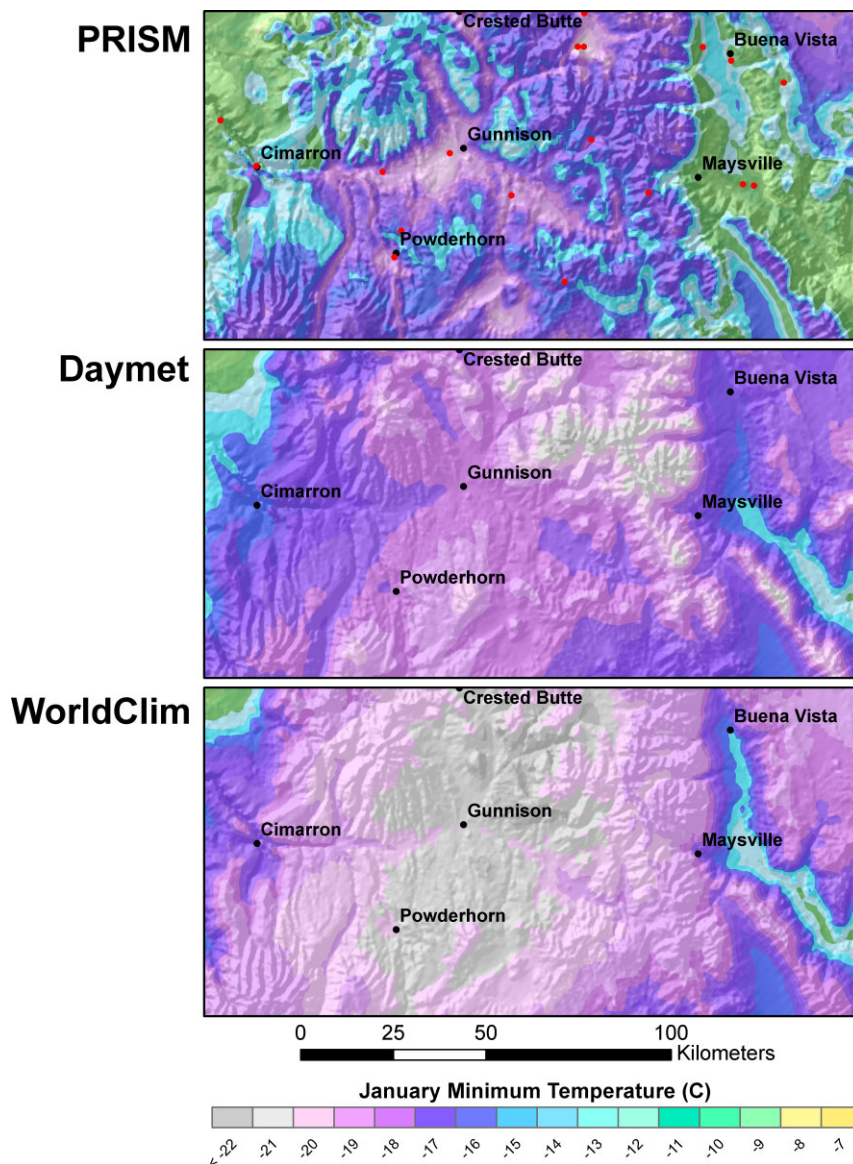 PRISM
Crested Butte
Buena Vista
Gunnison
Cimarron
Maysville
Powderhorn
Daymet
Crested Butte
Buena Vista
Gunnison
Cimarron
Maysville
Powderhorn
WorldClim
Crested Butte
Buena Vista
Gunnison
Cimarron
Maysville
Powderhorn
0 25 50 100
Kilometers
January Minimum Temperature (C)
< -22 -21 -20 -19 -18 -17 -16 -15 -14 -13 -12 -11 -10 -9 -8 -7